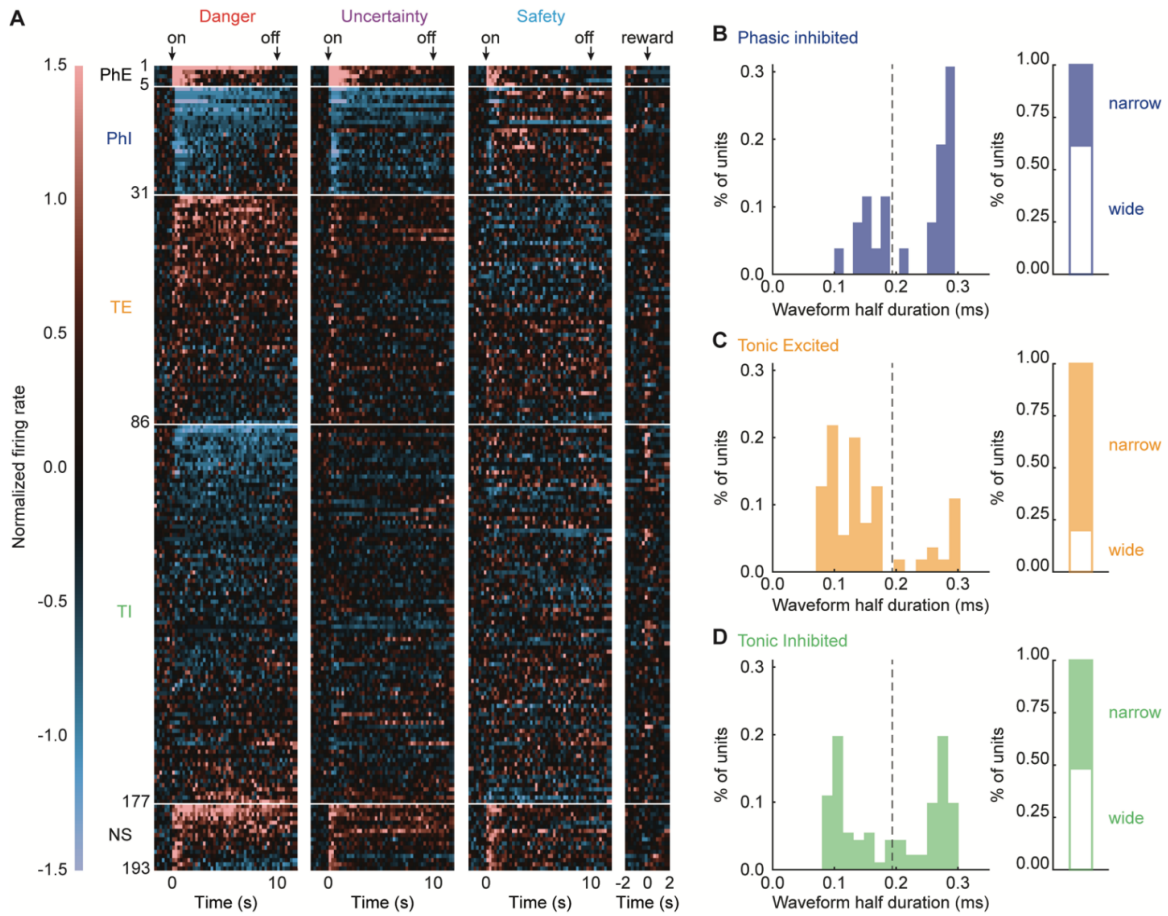 A
Danger
Uncertainty
Safety
on
off
on
off
on
off
reward
1.5
1.0
0.5
0.0
-0.5
-1.0
-1.5
Normalized firing rate
PhE
1
5
PhI
31
TE
86
TI
177
NS
193
0
10
0
10
0
10
-2
0
2
Time (s)
Time (s)
Time (s)
Time (s)
B
Phasic inhibited
% of units
0.3
0.2
0.1
0.0
0.0
0.1
0.2
0.3
Waveform half duration (ms)
% of units
1.00
0.75
0.50
0.25
0.00
narrow
wide
C
Tonic Excited
% of units
0.3
0.2
0.1
0.0
0.0
0.1
0.2
0.3
Waveform half duration (ms)
% of units
1.00
0.75
0.50
0.25
0.00
narrow
wide
D
Tonic Inhibited
% of units
0.3
0.2
0.1
0.0
0.0
0.1
0.2
0.3
Waveform half duration (ms)
% of units
1.00
0.75
0.50
0.25
0.00
narrow
wide